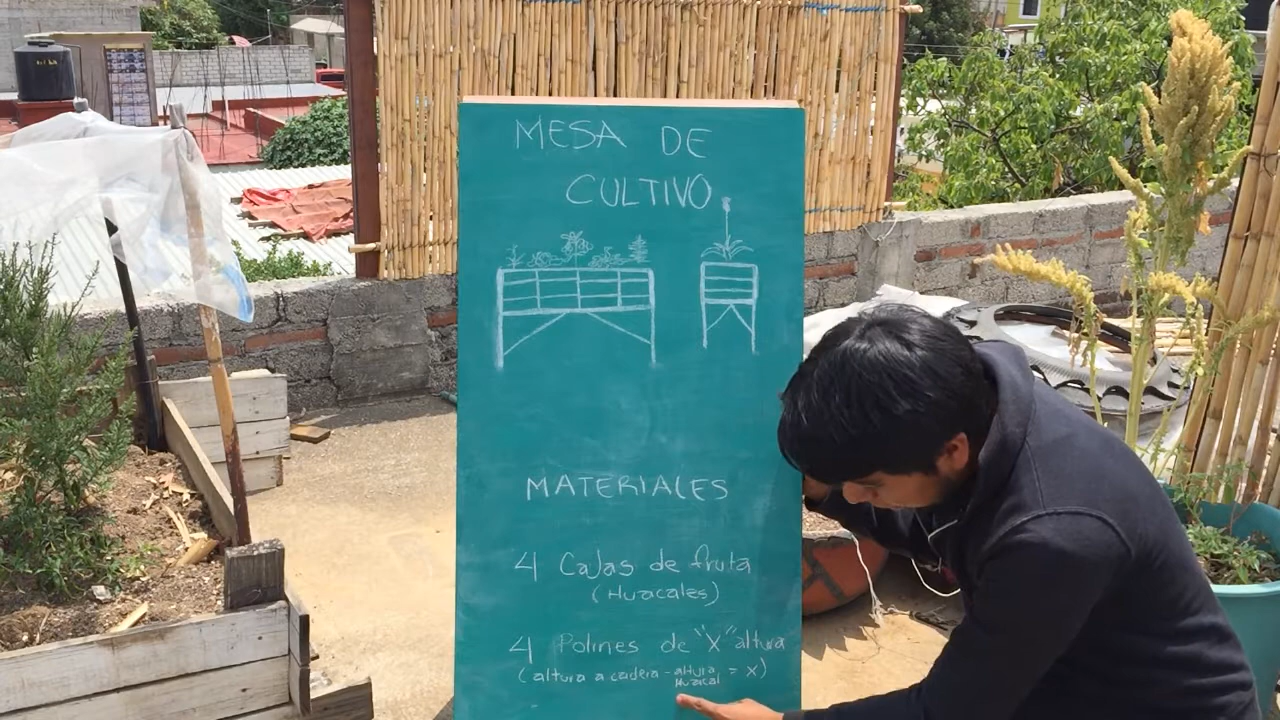 MESA DE
CULTIVO
MATERIALES
4 Cajas de fruta
(Huacales)
4 Polines de "X" altura
(altura a cadera - altura Huacal = x)